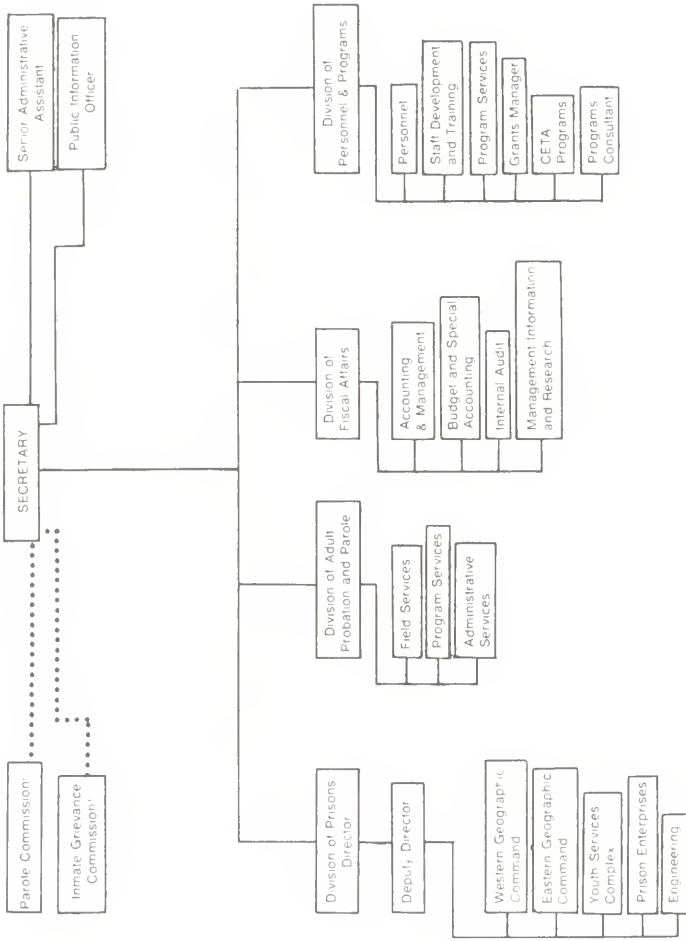 Senior Administrative
Assistant
Public Information
Officer
SECRETARY
Parole Commission
Inmate Grievance
Commission
Division of
Personnel & Programs
Personnel
Staff Development
and Training
Program Services
Grants Manager
CETA
Programs
Programs
Consultant
Division of
Fiscal Affairs
Accounting
& Management
Budget and Special
Accounting
Internal Audit
Management Information
and Research
Division of Adult
Probation and Parole
Field Services
Program Services
Administrative
Services
Division of Prisons
Director
Deputy Director
Western Geographic
Command
Eastern Geographic
Command
Youth Services
Complex
Prison Enterprises
Engineering